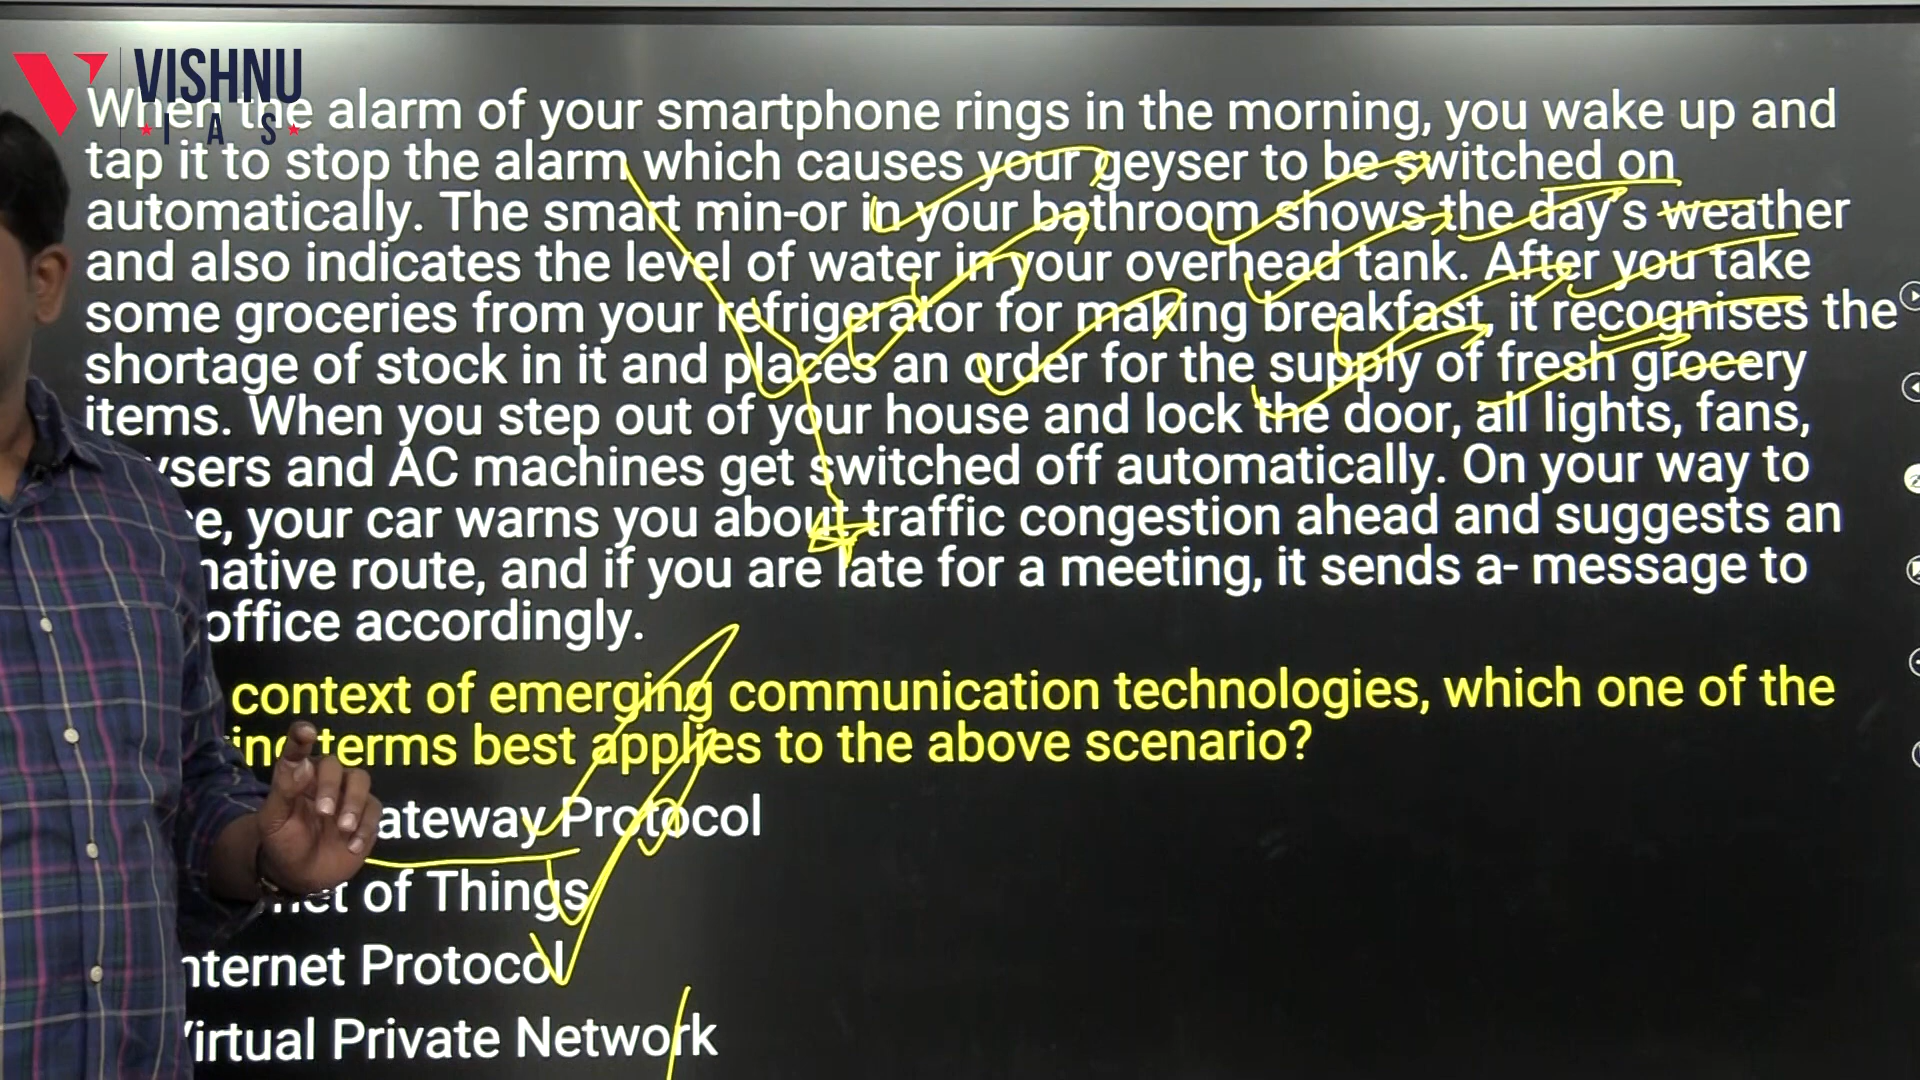 VISHNU
IAS
When the alarm of your smartphone rings in the morning, you wake up and
tap it to stop the alarm which causes your geyser to be switched on
automatically. The smart min-or in your bathroom shows the day's weather
and also indicates the level of water in your overhead tank. After you take
some groceries from your refrigerator for making breakfast, it recognises the
shortage of stock in it and places an order for the supply of fresh grocery
items. When you step out of your house and lock the door, all lights, fans,
and AC machines get switched off automatically. On your way to
your car warns you about traffic congestion ahead and suggests an
route, and if you are late for a meeting, it sends a- message to
office accordingly.
context of emerging communication technologies, which one of the
terms best applies to the above scenario?
Protocol
of Things
Protocol
Private Network